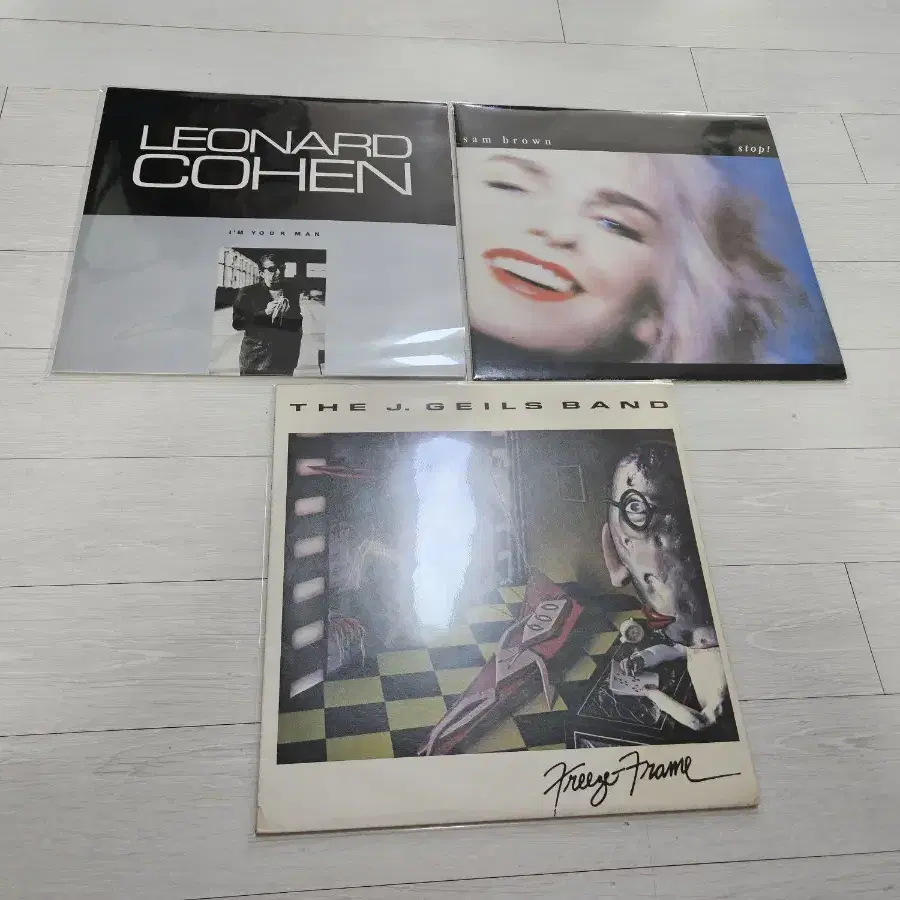 LEONARD
COHEN
I'M YOUR MAN
sam brown
stop!
THE J. GEILS BAND
Freeze-Frame